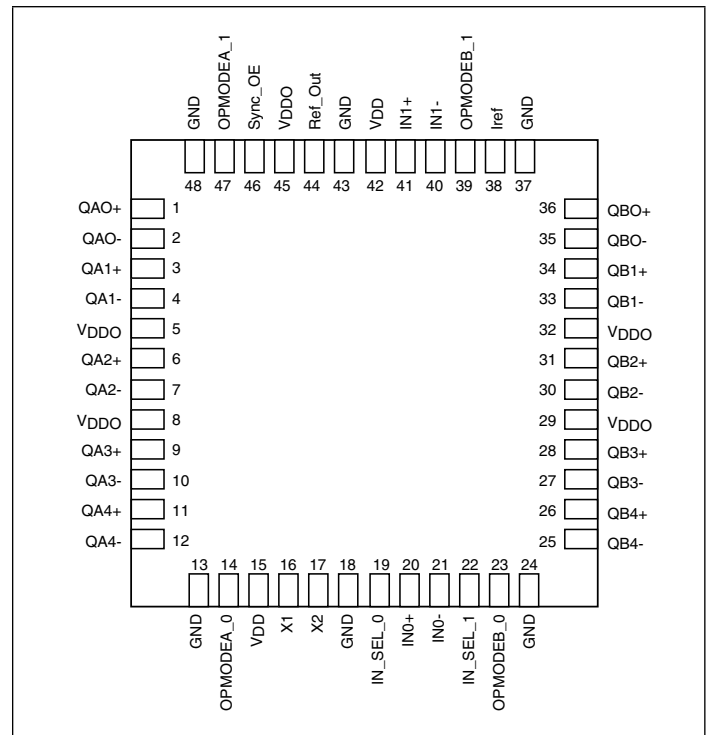 GND OPMODEA_1 Sync_OE VDDO Ref_Out GND VDD IN1+ IN1- OPMODEB_1 Iref GND
48 47 46 45 44 43 42 41 40 39 38 37
QAO+ 1 36 QBO+
QAO- 2 35 QBO-
QA1+ 3 34 QB1+
QA1- 4 33 QB1-
VDDO 5 32 VDDO
QA2+ 6 31 QB2+
QA2- 7 30 QB2-
VDDO 8 29 VDDO
QA3+ 9 28 QB3+
QA3- 10 27 QB3-
QA4+ 11 26 QB4+
QA4- 12 25 QB4-
13 14 15 16 17 18 19 20 21 22 23 24
GND OPMODEA_0 VDD X1 X2 GND IN_SEL_0 IN0+ IN0- IN_SEL_1 OPMODEB_0 GND